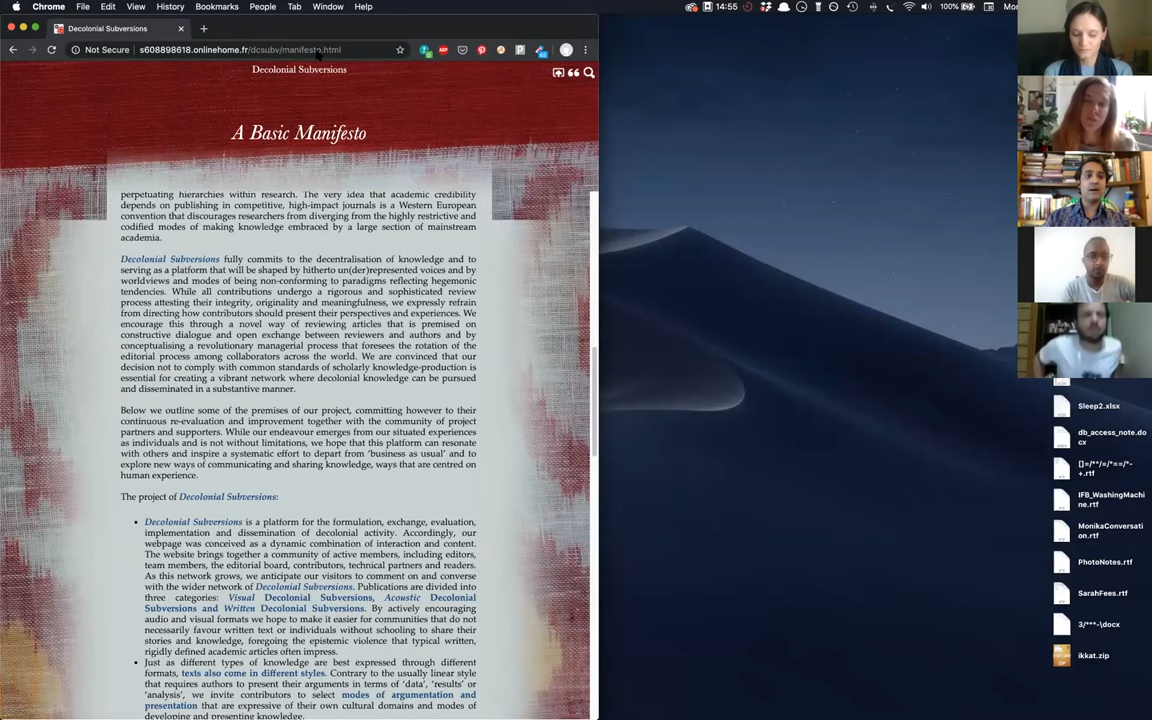 Chrome File Edit View History Bookmarks People Tab Window Help
14:55
100%
Decolonial Subversions
Not Secure
s608898618.onlinehome.fr/dcsubv/manifesto.html
Decolonial Subversions
A Basic Manifesto
perpetuating hierarchies within research. The very idea that academic credibility
depends on publishing in competitive, high-impact journals is a Western European
convention that discourages researchers from diverging from the highly restrictive and
codified modes of making knowledge embraced by a large section of mainstream
academia.
Decolonial Subversions fully commits to the decentralisation of knowledge and to
serving as a platform that will be shaped by hitherto un(der)represented voices and by
worldviews and modes of being non-conforming to paradigms reflecting hegemonic
tendencies. While all contributions undergo a rigorous and sophisticated review
process attesting their integrity, originality and meaningfulness, we expressly refrain
from directing how contributors should present their perspectives and experiences. We
encourage this through a novel way of reviewing articles that is premised on
constructive dialogue and open exchange between reviewers and authors and by
conceptualising a revolutionary managerial process that foresees the rotation of the
editorial process among collaborators across the world. We are convinced that our
decision not to comply with common standards of scholarly knowledge-production is
essential for creating a vibrant network where decolonial knowledge can be pursued
and disseminated in a substantive manner.
Below we outline some of the premises of our project, committing however to their
continuous re-evaluation and improvement together with the community of project
partners and supporters. While our endeavour emerges from our situated experiences
as individuals and is not without limitations, we hope that this platform can resonate
with others and inspire a systematic effort to depart from 'business as usual' and to
explore new ways of communicating and sharing knowledge, ways that are centred on
human experience.
The project of Decolonial Subversions:
• Decolonial Subversions is a platform for the formulation, exchange, evaluation,
implementation and dissemination of decolonial activity. Accordingly, our
webpage was conceived as a dynamic combination of interaction and content.
The website brings together a community of active members, including editors,
team members, the editorial board, contributors, technical partners and readers.
As this network grows, we anticipate our visitors to comment on and converse
with the wider network of Decolonial Subversions. Publications are divided into
three categories: Visual Decolonial Subversions, Acoustic Decolonial
Subversions and Written Decolonial Subversions. By actively encouraging
audio and visual formats we hope to make it easier for communities that do not
necessarily favour written text or individuals without schooling to share their
stories and knowledge, foregoing the epistemic violence that typical written,
rigidly defined academic articles often impress.
• Just as different types of knowledge are best expressed through different
formats, texts also come in different styles. Contrary to the usually linear style
that requires authors to present their arguments in terms of 'data', 'results' or
'analysis', we invite contributors to select modes of argumentation and
presentation that are expressive of their own cultural domains and modes of
developing and presenting knowledge.
Sleep2.xlsx
db_access_note.do
cx
[]=/**/=/*==/*-
+.rtf
IFB_WashingMachi
ne.rtf
MonikaConversati
on.rtf
PhotoNotes.rtf
SarahFees.rtf
3/***-\docx
ikkat.zip